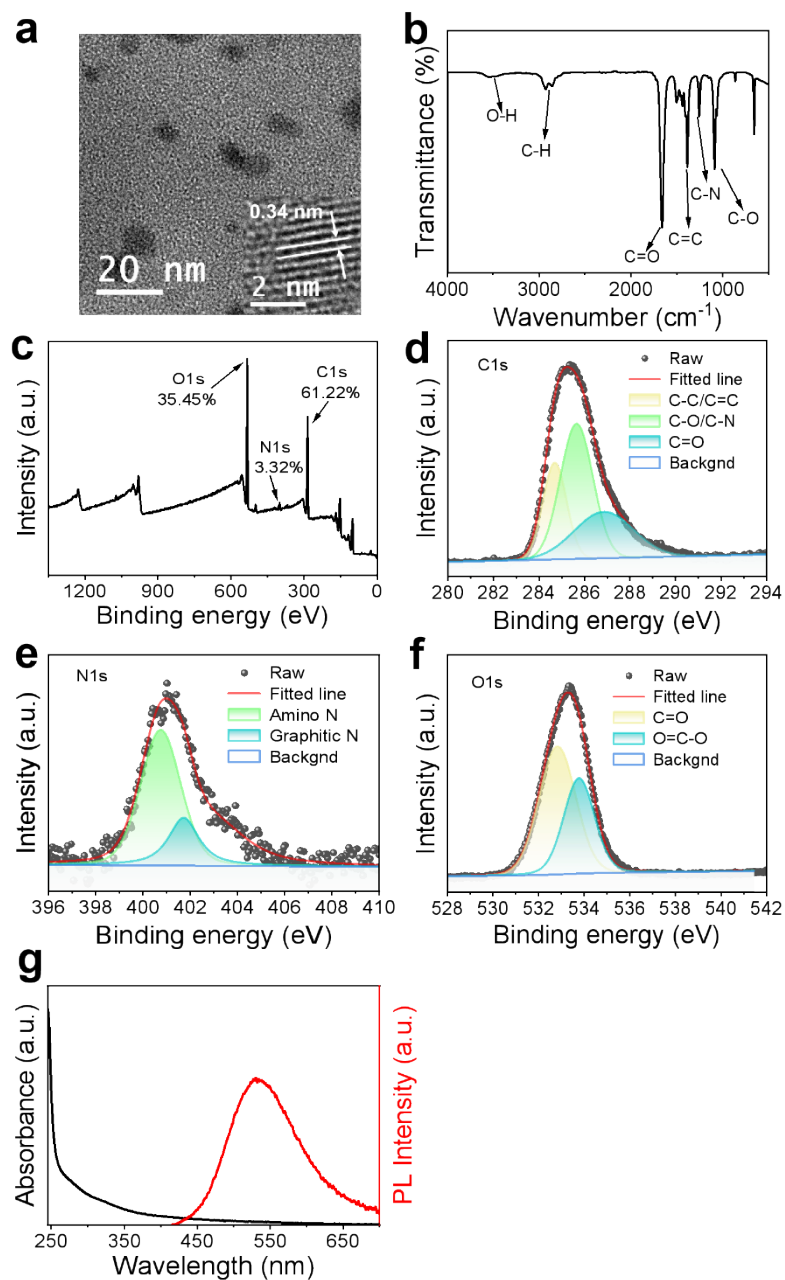 a
0.34 nm
20 nm
2 nm
b
Transmittance (%)
O-H
C-H
C=O
C=C
C-N
C-O
4000 3000 2000 1000
Wavenumber (cm-1)
c
Intensity (a.u.)
O1s
35.45%
N1s
3.32%
C1s
61.22%
1200 900 600 300 0
Binding energy (eV)
d
Intensity (a.u.)
C1s
Raw
Fitted line
C-C/C=C
C-O/C-N
C=O
Backgnd
280 282 284 286 288 290 292 294
Binding energy (eV)
e
Intensity (a.u.)
N1s
Raw
Fitted line
Amino N
Graphitic N
Backgnd
396 398 400 402 404 406 408 410
Binding energy (eV)
f
Intensity (a.u.)
O1s
Raw
Fitted line
C=O
O=C-O
Backgnd
528 530 532 534 536 538 540 542
Binding energy (eV)
g
Absorbance (a.u.)
PL Intensity (a.u.)
250 350 450 550 650
Wavelength (nm)